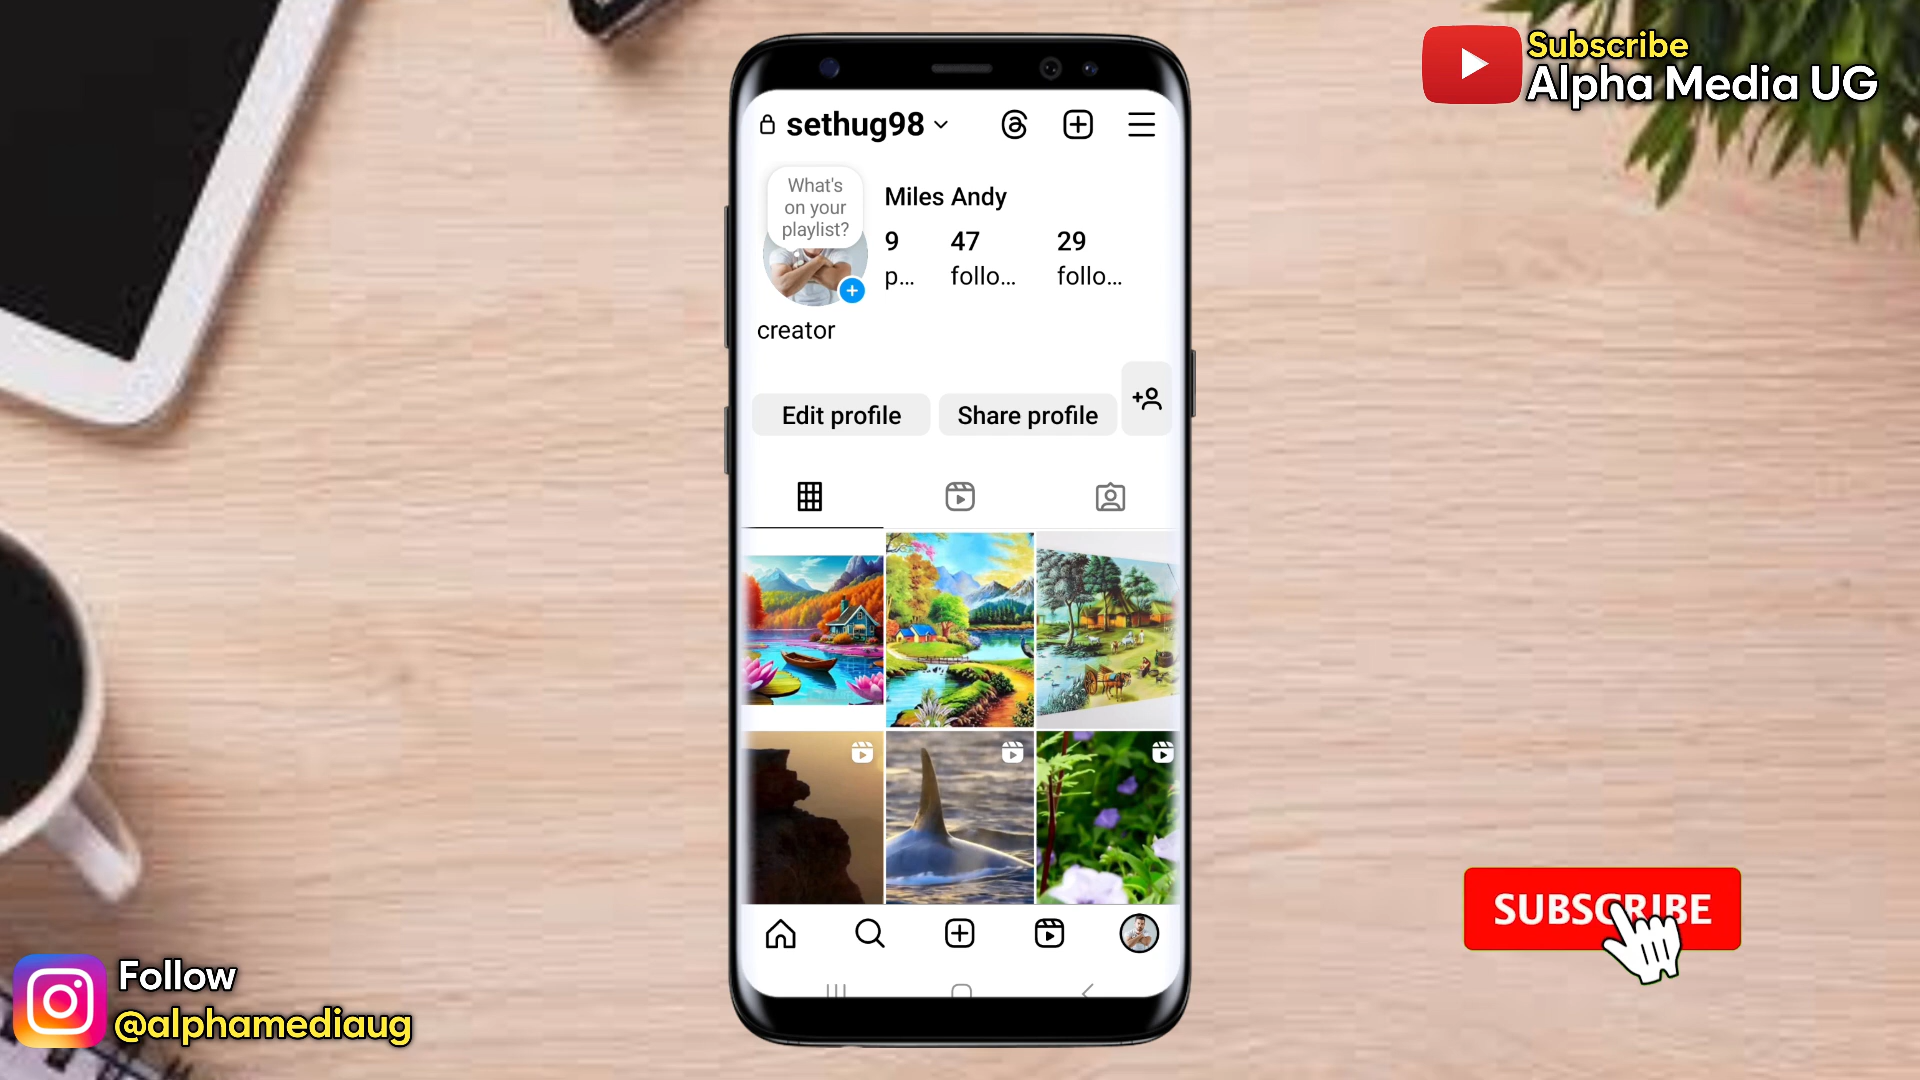 Subscribe
Alpha Media UG
sethug98
What's
on your
playlist?
Miles Andy
9 47 29
p... follo... follo...
creator
Edit profile Share profile
SUBSCRIBE
Follow
@alphamediaug